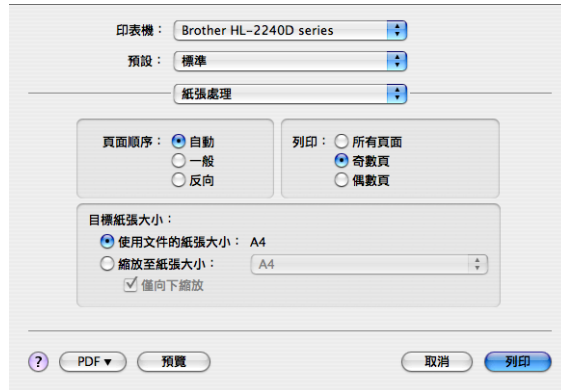 印表機： Brother HL-2240D series
預設： 標準
紙張處理
頁面順序： 自動 列印： 所有頁面
一般 奇數頁
反向 偶數頁
目標紙張大小：
使用文件的紙張大小： A4
縮放至紙張大小： A4
僅向下縮放
? PDF▼ 預覽 取消 列印